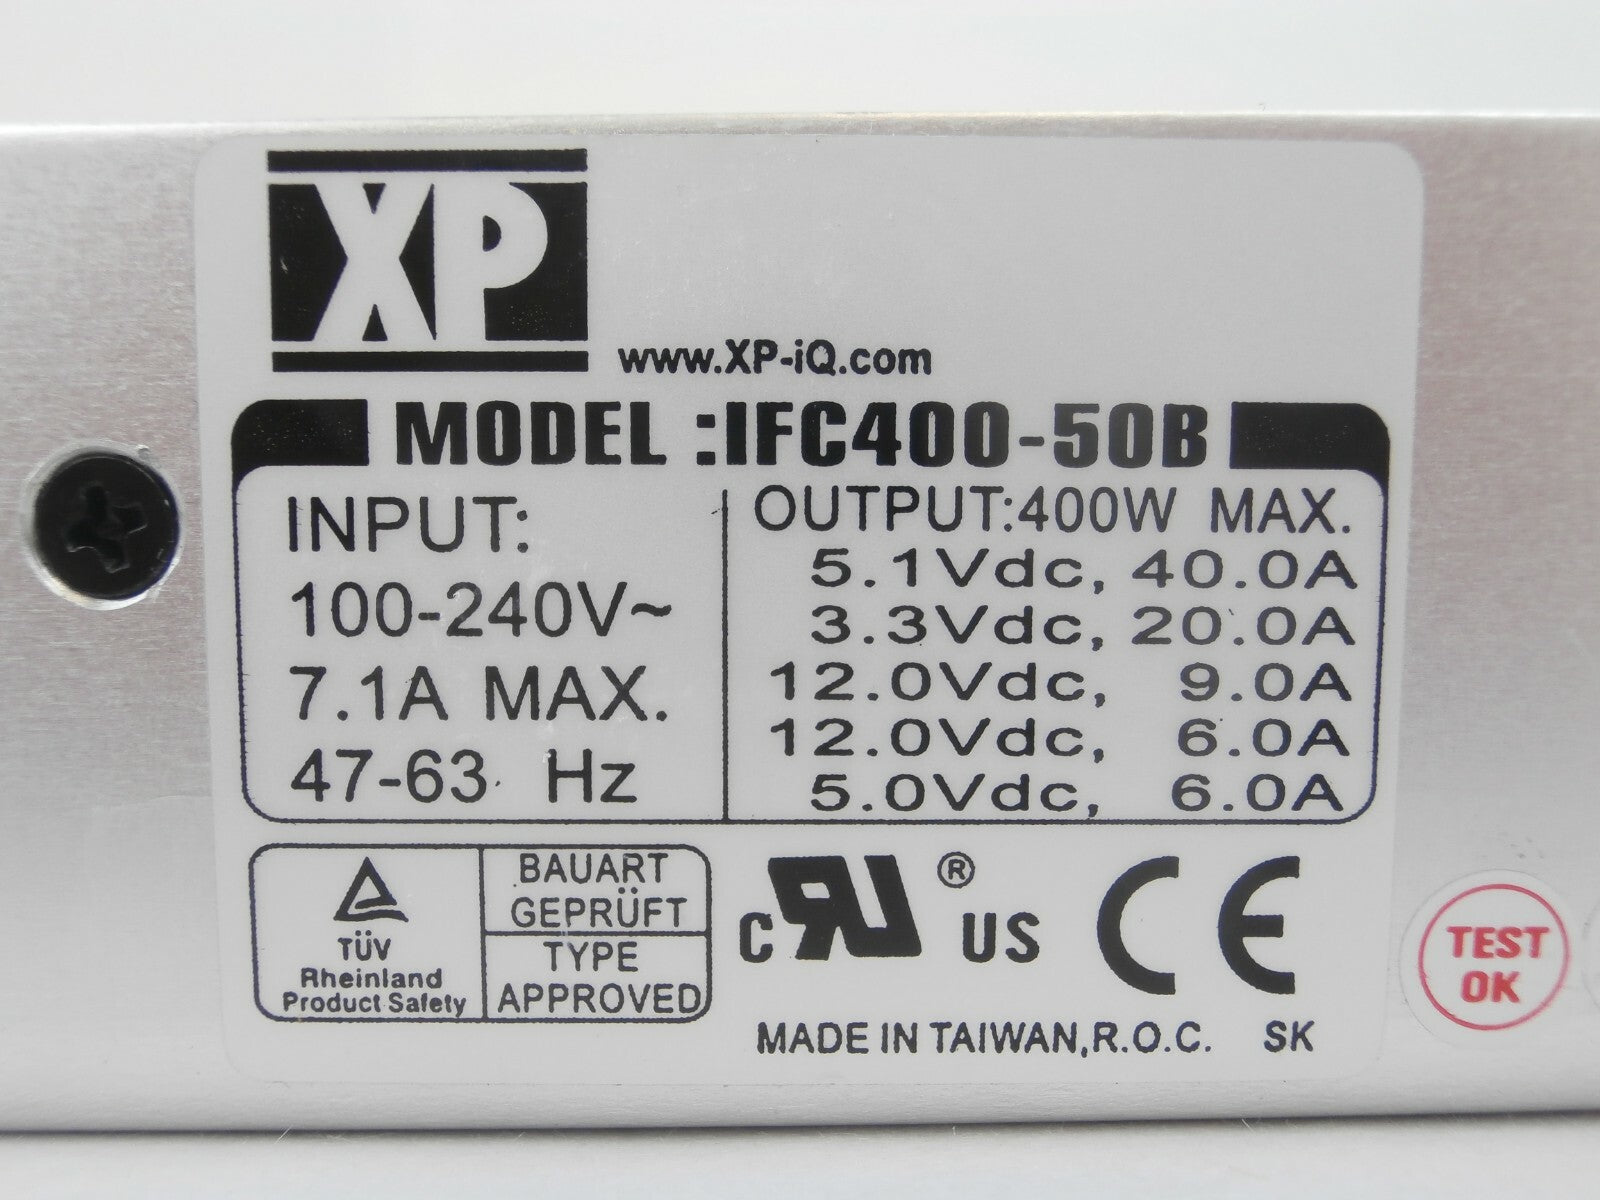 XP
www.XP-iQ.com
MODEL :IFC400-50B
INPUT:
100-240V~
7.1A MAX.
47-63 Hz
OUTPUT:400W MAX.
5.1Vdc, 40.0A
3.3Vdc, 20.0A
12.0Vdc, 9.0A
12.0Vdc, 6.0A
5.0Vdc, 6.0A
TÜV
Rheinland
Product Safety
BAUART
GEPRÜFT
TYPE
APPROVED
c RU ® US CE
MADE IN TAIWAN,R.O.C. SK
TEST
OK